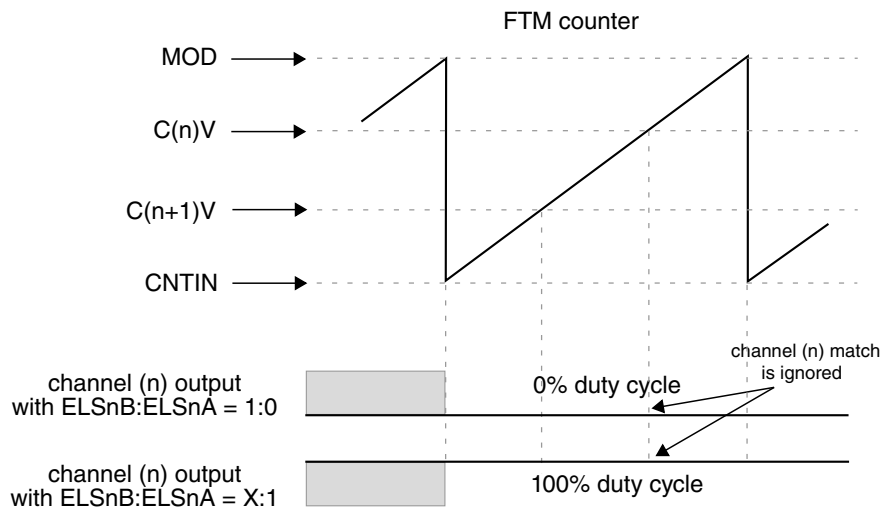 FTM counter
MOD
C(n)V
C(n+1)V
CNTIN
channel (n) match
is ignored
channel (n) output
with ELSnB:ELSnA = 1:0
0% duty cycle
channel (n) output
with ELSnB:ELSnA = X:1
100% duty cycle